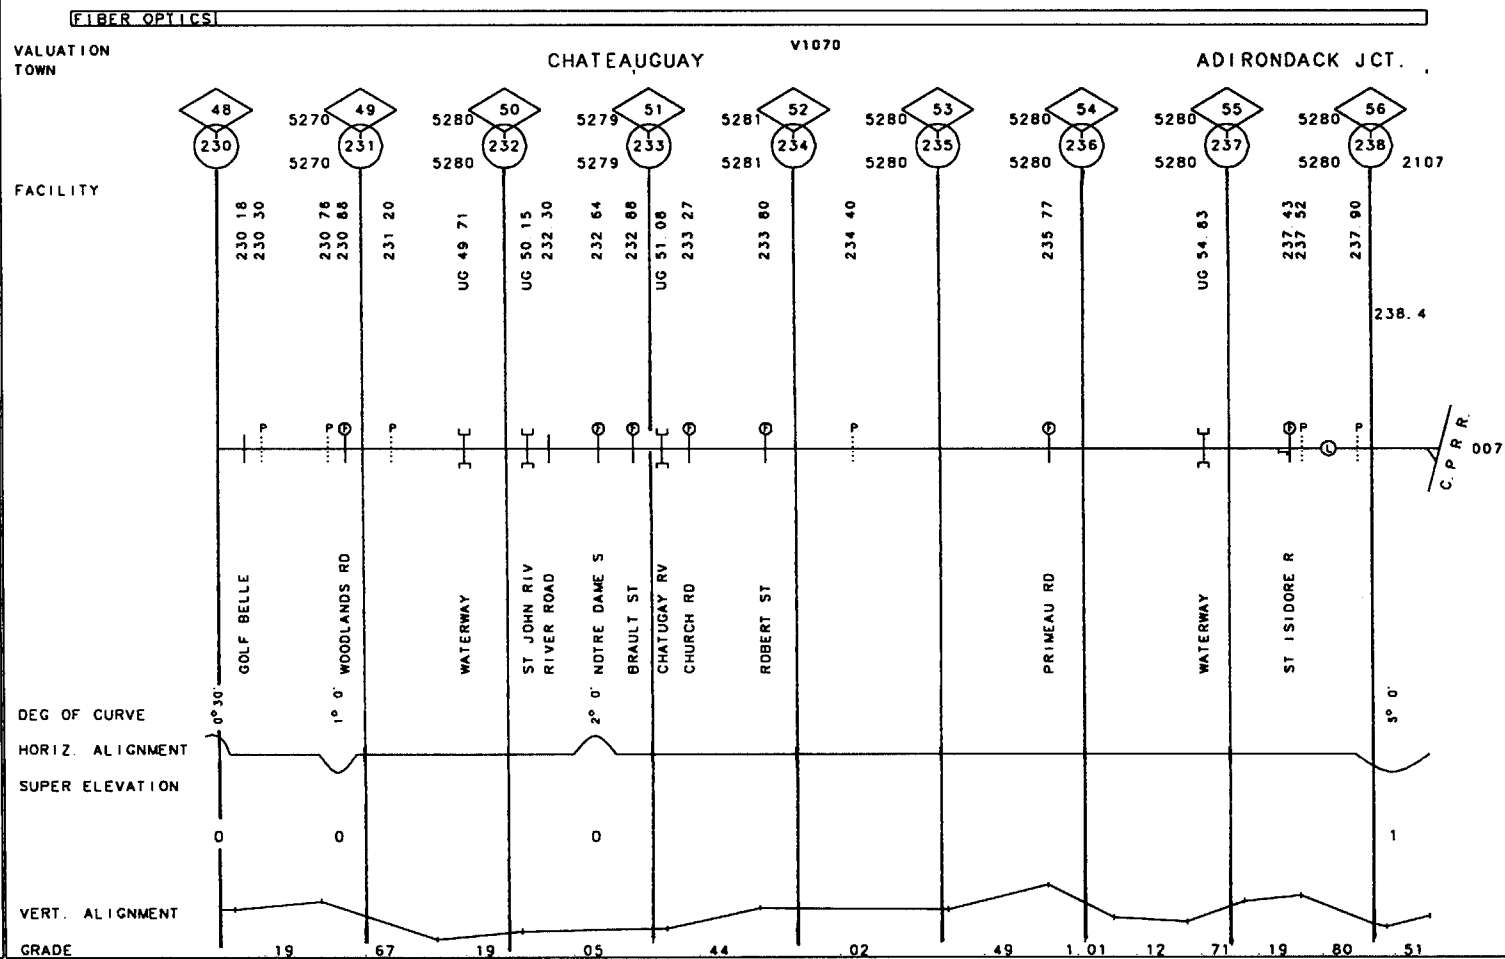 FIBER OPTICS
VALUATION V1070
TOWN CHATEAUGUAY ADIRONDACK JCT.
48 5270 49 5280 50 5279 51 5281 52 5280 53 5280 54 5280 55 5280 56
230 5270 231 5280 232 5279 233 5281 234 5280 235 5280 236 5280 237 5280 238 2107
FACILITY
230 18
230 30
230 76
230 88
231 20
UG 49 71
UG 50 15
232. 30
232 64
232 88
UG 51. 08
233 27
233 80
234 40
235 77
UG 54. 83
237. 43
237 52
237. 90
238. 4
P P P P P P P P P P P P P L
C. P R R. 007
GOLF BELLE
WOODLANDS RD
WATERWAY
ST JOHN RIV
RIVER ROAD
NOTRE DAME S
BRAULT ST
CHATUGAY RV
CHURCH RD
ROBERT ST
PRIMEAU RD
WATERWAY
ST ISIDORE R
DEG OF CURVE 0° 30' 1° 0' 2° 0' 5° 0'
HORIZ. ALIGNMENT
SUPER ELEVATION
0 0 0 1
VERT. ALIGNMENT
GRADE .19 .67 .19 .05 .44 .02 .49 1.01 .12 .71 .19 .80 .51